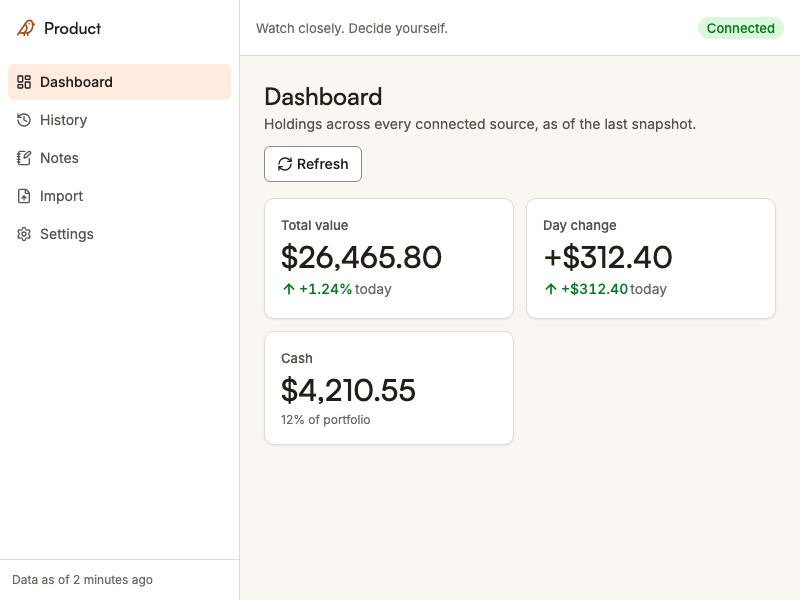 Product
Dashboard
History
Notes
Import
Settings
Data as of 2 minutes ago
Watch closely. Decide yourself.
Connected
Dashboard
Holdings across every connected source, as of the last snapshot.
Refresh
Total value
$26,465.80
+1.24% today
Day change
+$312.40
+$312.40 today
Cash
$4,210.55
12% of portfolio